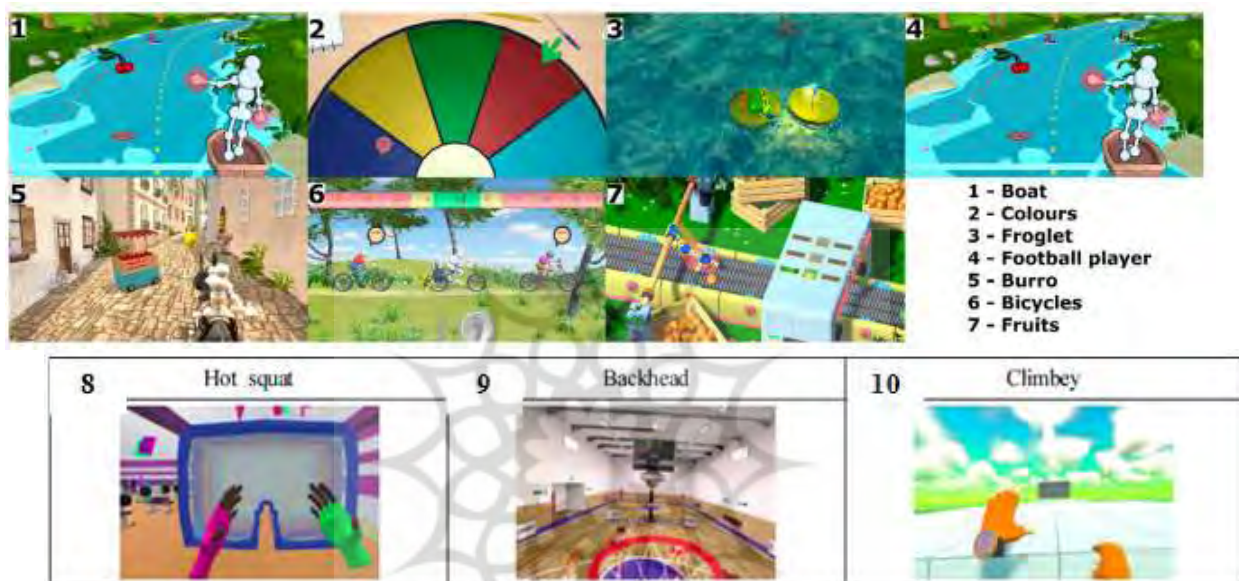 1
2
3
4
5
6
7
1 - Boat
2 - Colours
3 - Froglet
4 - Football player
5 - Burro
6 - Bicycles
7 - Fruits
8 Hot squat
9 Backhead
10 Climbey